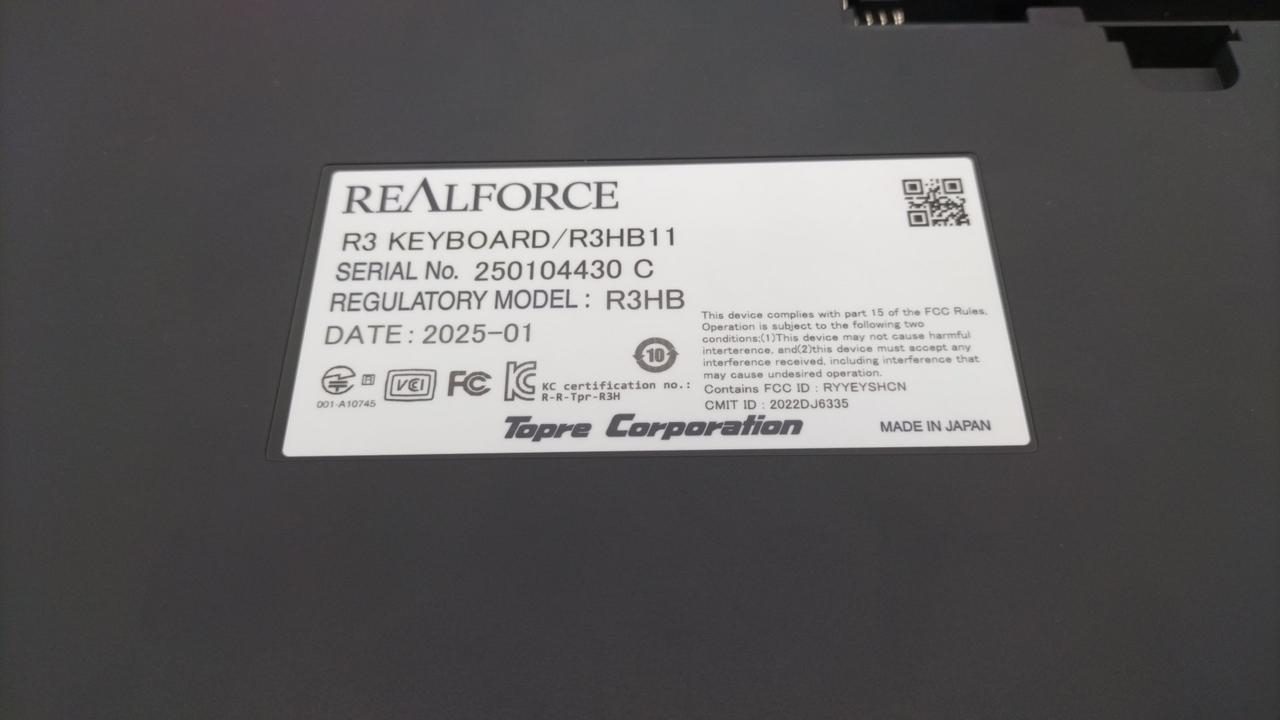 REALFORCE
R3 KEYBOARD/R3HB11
SERIAL No. 250104430 C
REGULATORY MODEL : R3HB
DATE : 2025-01
This device complies with part 15 of the FCC Rules.
Operation is subject to the following two
conditions:(1)This device may not cause harmful
interterence, and(2)this device must accept any
interference received, including interference that
may cause undesired operation.
Contains FCC ID : RYYEYSHCN
CMIT ID : 2022DJ6335
10
R
VCI
FC
KC
KC certification no.:
R-R-Tpr-R3H
001-A10745
Topre Corporation
MADE IN JAPAN